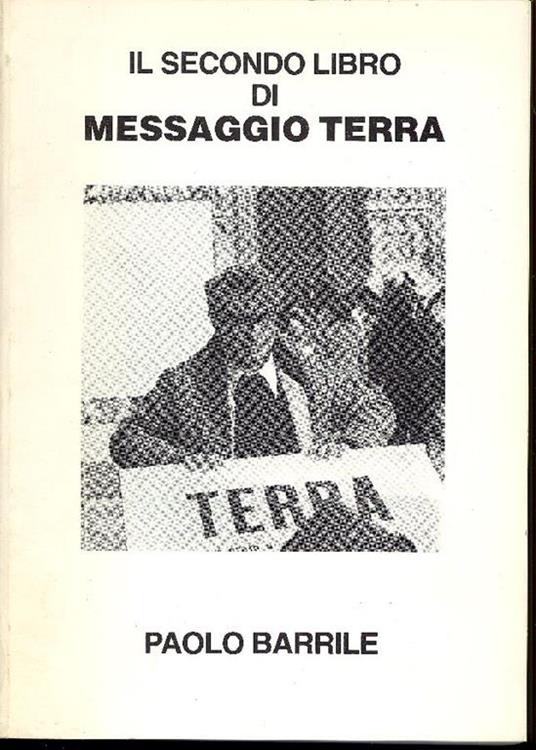 IL SECONDO LIBRO
DI
MESSAGGIO TERRA
TERRA
PAOLO BARRILE